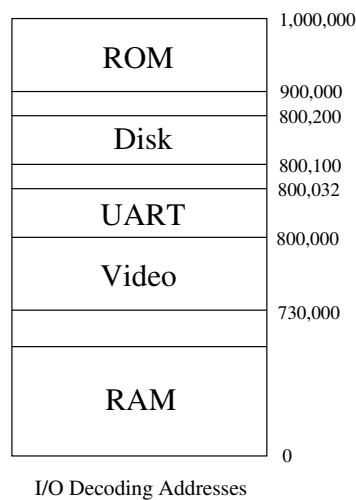 1,000,000
ROM
900,000
800,200
Disk
800,100
800,032
UART
800,000
Video
730,000
RAM
0
I/O Decoding Addresses